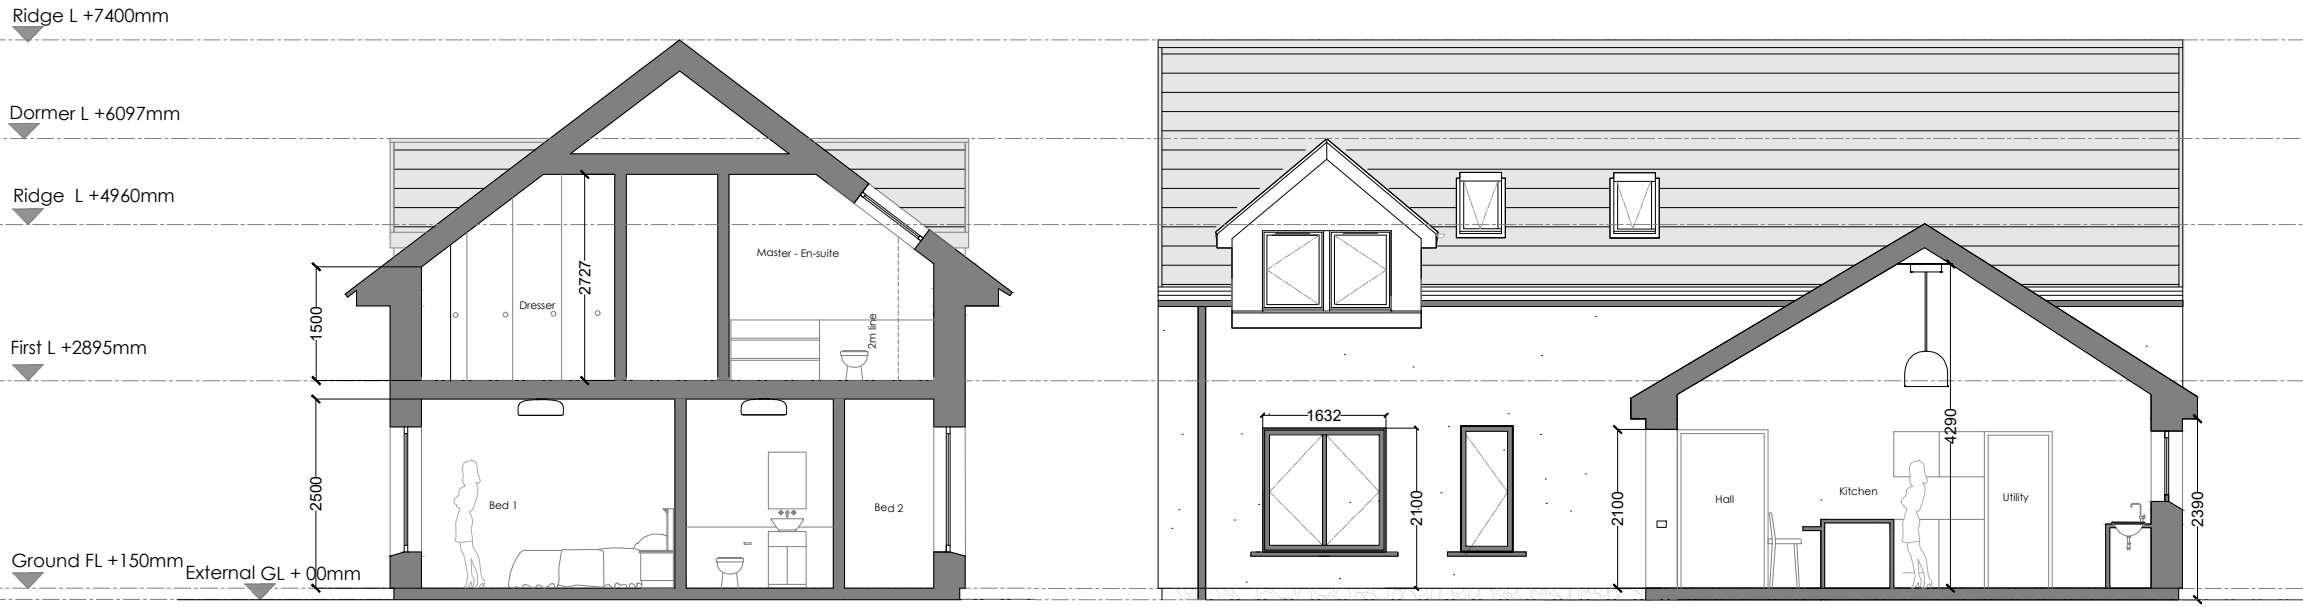 Ridge L +7400mm
Dormer L +6097mm
Ridge L +4960mm
First L +2895mm
Ground FL +150mm
External GL + 00mm
1500
2500
2727
Dresser
Master - En-suite
2m line
Bed 1
Bed 2
1632
2100
2100
Hall
Kitchen
4290
Utility
2390